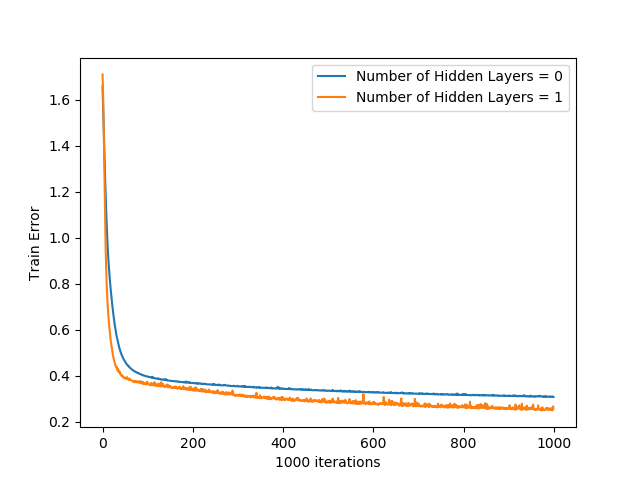 Number of Hidden Layers = 0
Number of Hidden Layers = 1
1.6
1.4
1.2
1.0
0.8
0.6
0.4
0.2
Train Error
0 200 400 600 800 1000
1000 iterations